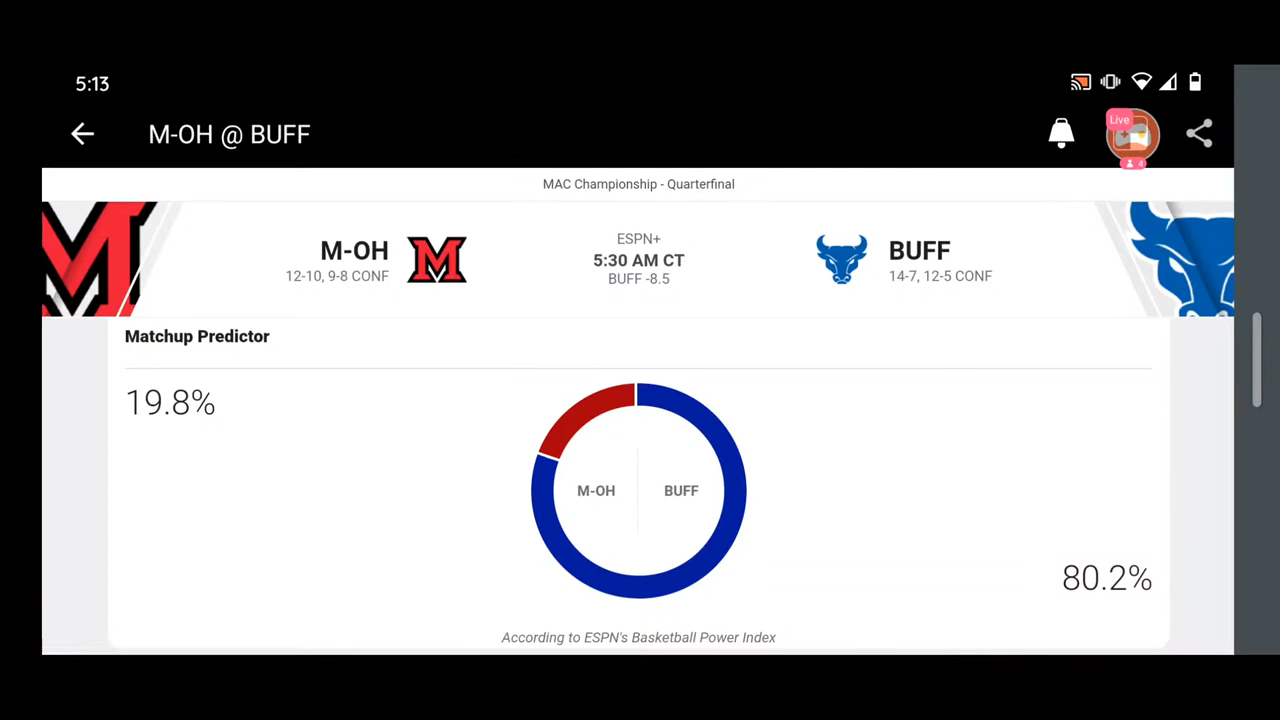 5:13
M-OH @ BUFF
Live
4
MAC Championship - Quarterfinal
M-OH
12-10, 9-8 CONF
M
ESPN+
5:30 AM CT
BUFF -8.5
BUFF
14-7, 12-5 CONF
Matchup Predictor
19.8%
M-OH
BUFF
80.2%
According to ESPN's Basketball Power Index